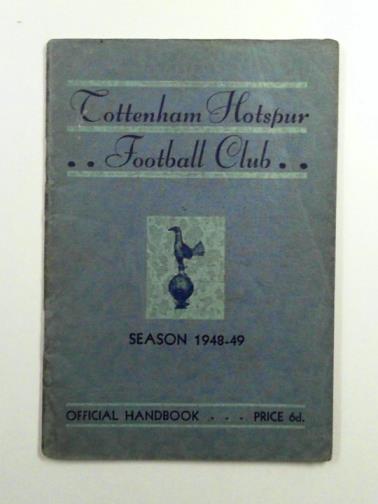 Tottenham Hotspur
. . Football Club . .
SEASON 1948-49
OFFICIAL HANDBOOK . . . PRICE 6d.